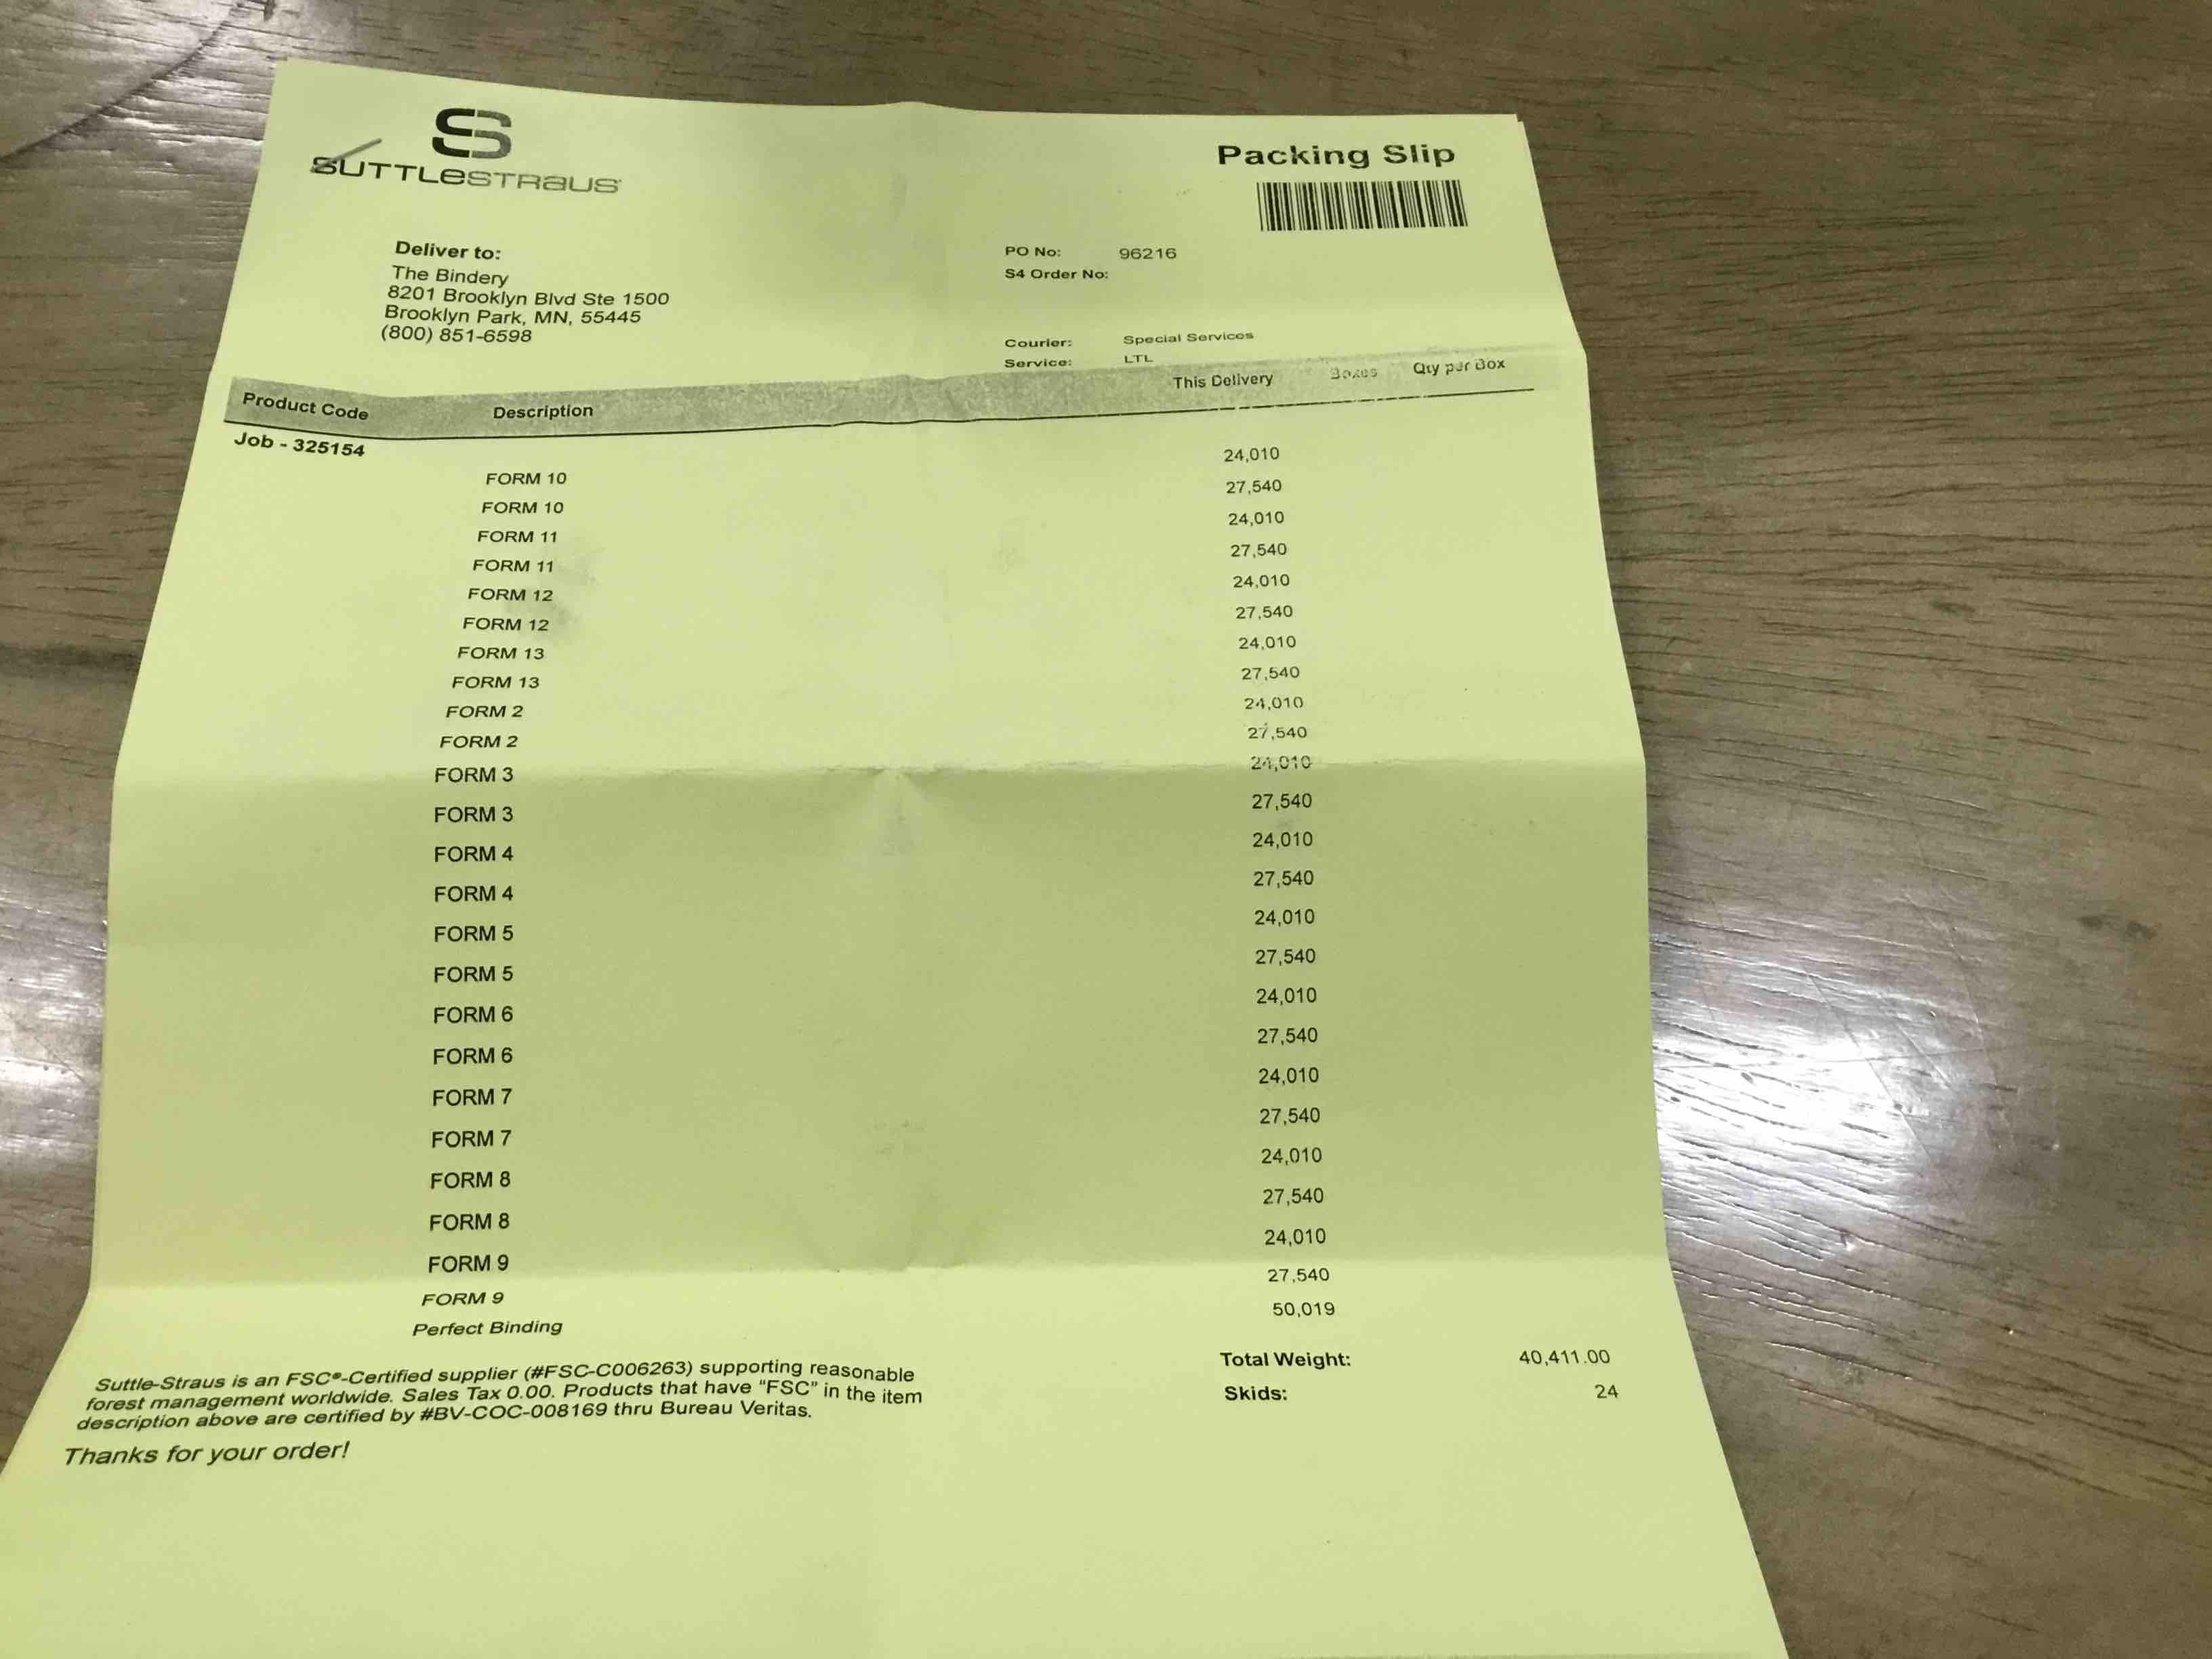 SUTTLESTRAUS
Packing Slip
Deliver to:
The Bindery
8201 Brooklyn Blvd Ste 1500
Brooklyn Park, MN, 55445
(800) 851-6598
PO No: 96216
S4 Order No:
Courier: Special Services
Service: LTL
Product Code Description This Delivery Boxes Qty per Box
Job - 325154
FORM 10 24,010
FORM 10 27,540
FORM 11 24,010
FORM 11 27,540
FORM 12 24,010
FORM 12 27,540
FORM 13 24,010
FORM 13 27,540
FORM 2 24,010
FORM 2 27,540
FORM 3 24,010
FORM 3 27,540
FORM 4 24,010
FORM 4 27,540
FORM 5 24,010
FORM 5 27,540
FORM 6 24,010
FORM 6 27,540
FORM 7 24,010
FORM 7 27,540
FORM 8 24,010
FORM 8 27,540
FORM 9 24,010
FORM 9 27,540
Perfect Binding 50,019
Suttle-Straus is an FSC®-Certified supplier (#FSC-C006263) supporting reasonable
forest management worldwide. Sales Tax 0.00. Products that have “FSC” in the item
description above are certified by #BV-COC-008169 thru Bureau Veritas.
Total Weight: 40,411.00
Skids: 24
Thanks for your order!